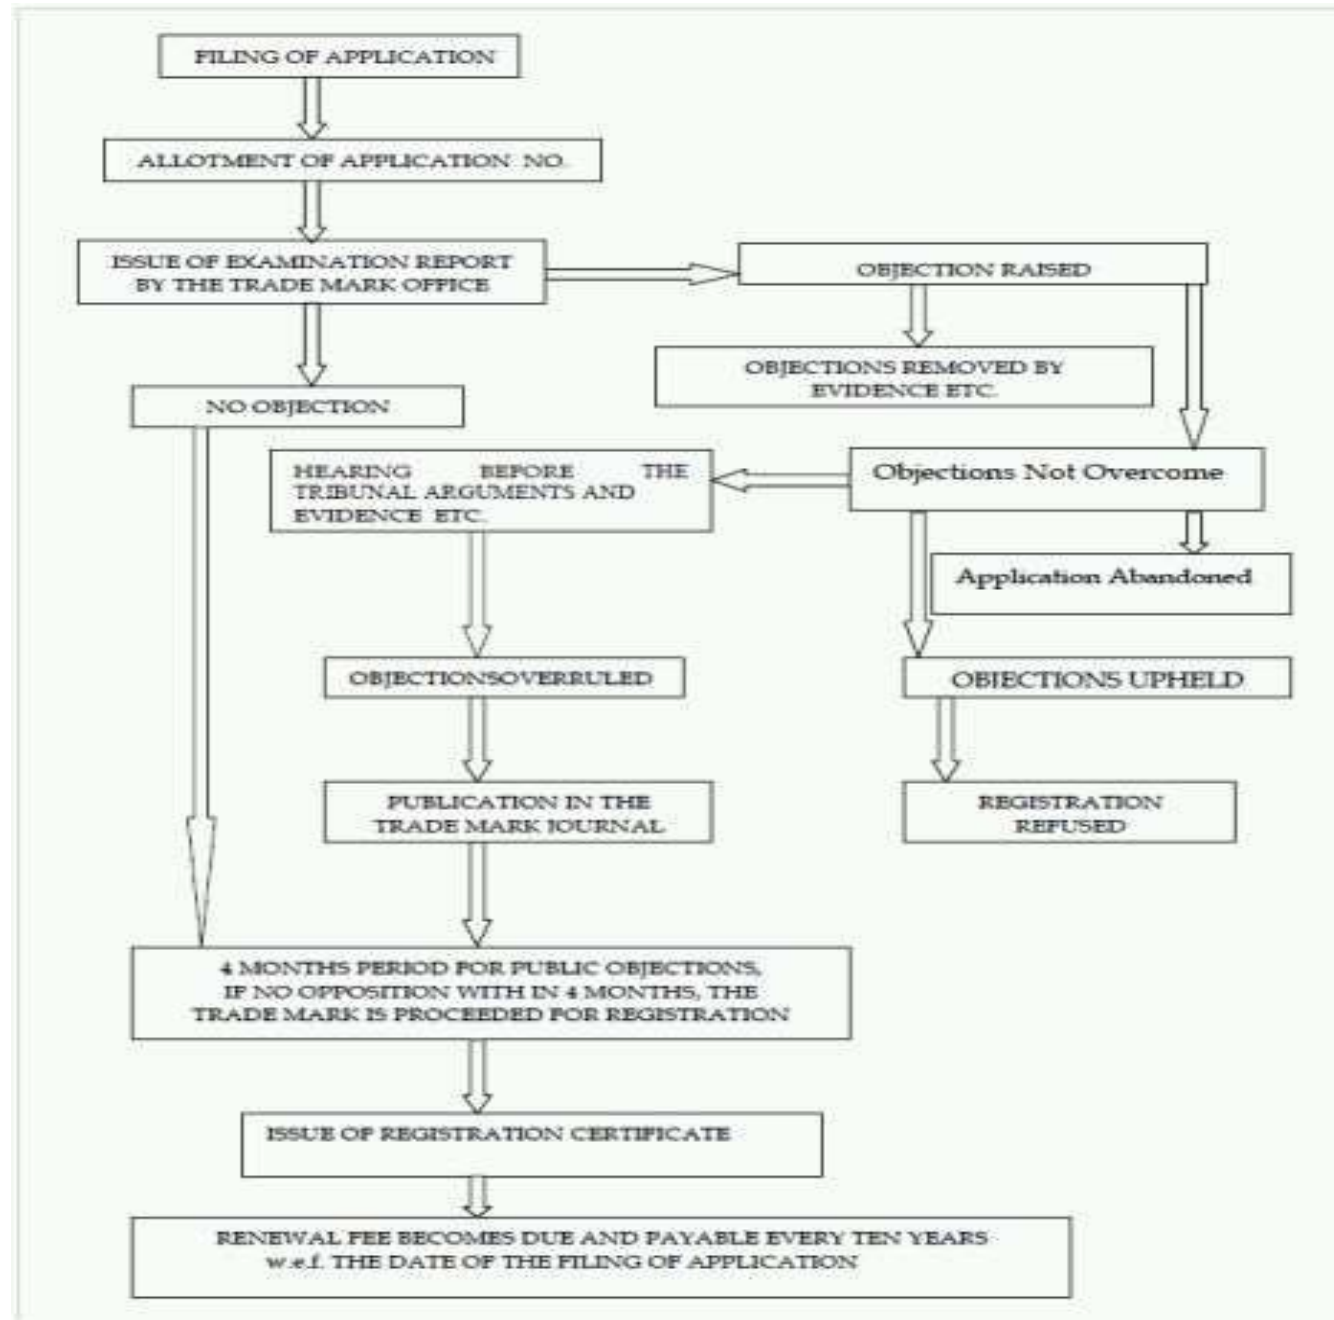 FILING OF APPLICATION
ALLOTMENT OF APPLICATION NO.
ISSUE OF EXAMINATION REPORT
BY THE TRADE MARK OFFICE
OBJECTION RAISED
OBJECTIONS REMOVED BY
EVIDENCE ETC.
NO OBJECTION
HEARING BEFORE THE
TRIBUNAL ARGUMENTS AND
EVIDENCE ETC.
Objections Not Overcome
Application Abandoned
OBJECTIONSOVERRULED
OBJECTIONS UPHELD
PUBLICATION IN THE
TRADE MARK JOURNAL
REGISTRATION
REFUSED
4 MONTHS PERIOD FOR PUBLIC OBJECTIONS,
IF NO OPPOSITION WITH IN 4 MONTHS, THE
TRADE MARK IS PROCEEDED FOR REGISTRATION
ISSUE OF REGISTRATION CERTIFICATE
RENEWAL FEE BECOMES DUE AND PAYABLE EVERY TEN YEARS
w.e.f. THE DATE OF THE FILING OF APPLICATION